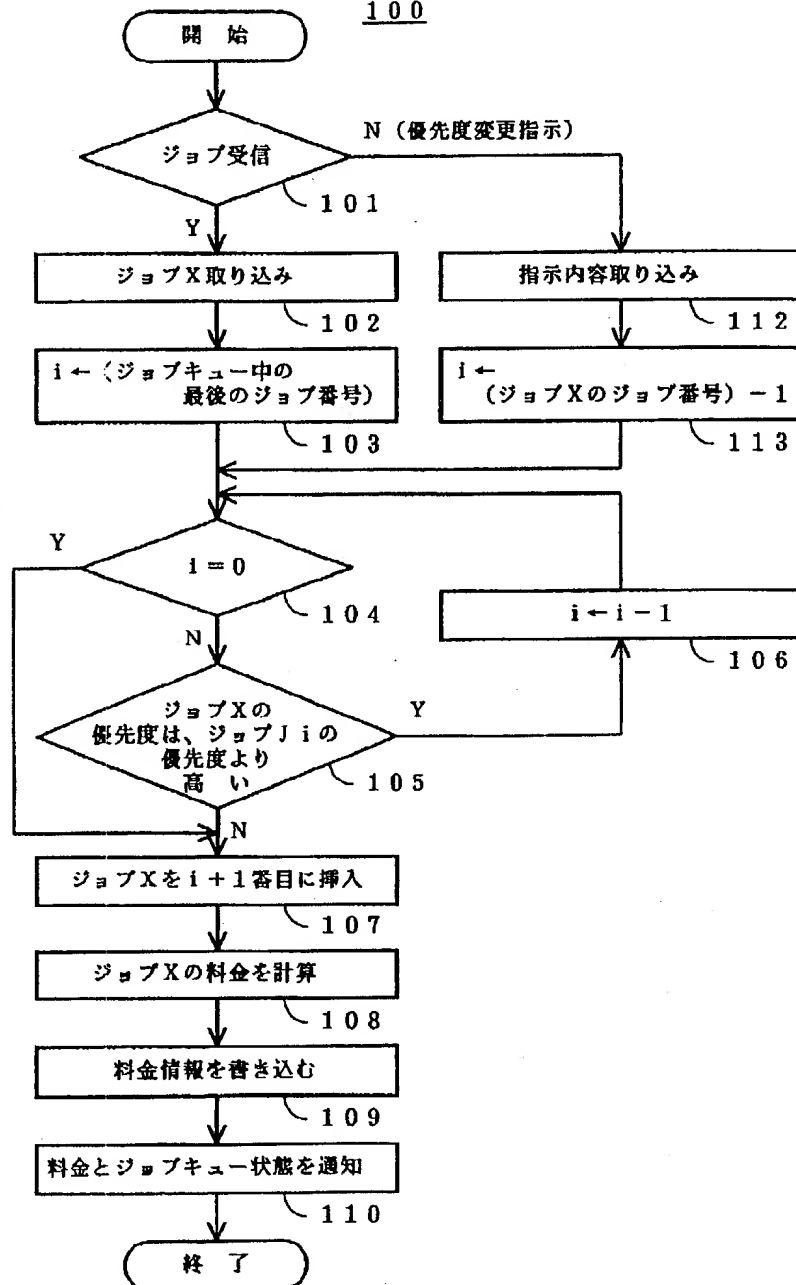 100
開　始
ジョブ受信
N（優先度変更指示）
101
Y
ジョブX取り込み
102
指示内容取り込み
112
i←（ジョブキュー中の
最後のジョブ番号）
103
i←
（ジョブXのジョブ番号）－1
113
Y
i＝0
104
N
i←i－1
106
ジョブXの
優先度は、ジョブJiの
優先度より
高　い
Y
105
N
ジョブXをi＋1番目に挿入
107
ジョブXの料金を計算
108
料金情報を書き込む
109
料金とジョブキュー状態を通知
110
終　了